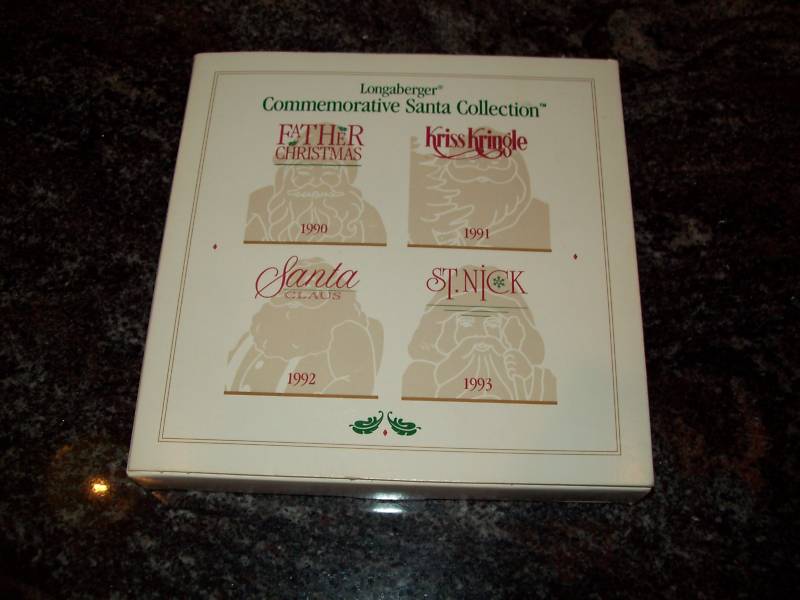 Longaberger®
Commemorative Santa Collection™
FATHER
CHRISTMAS
1990
Kriss Kringle
1991
Santa
CLAUS
1992
ST. NICK
1993